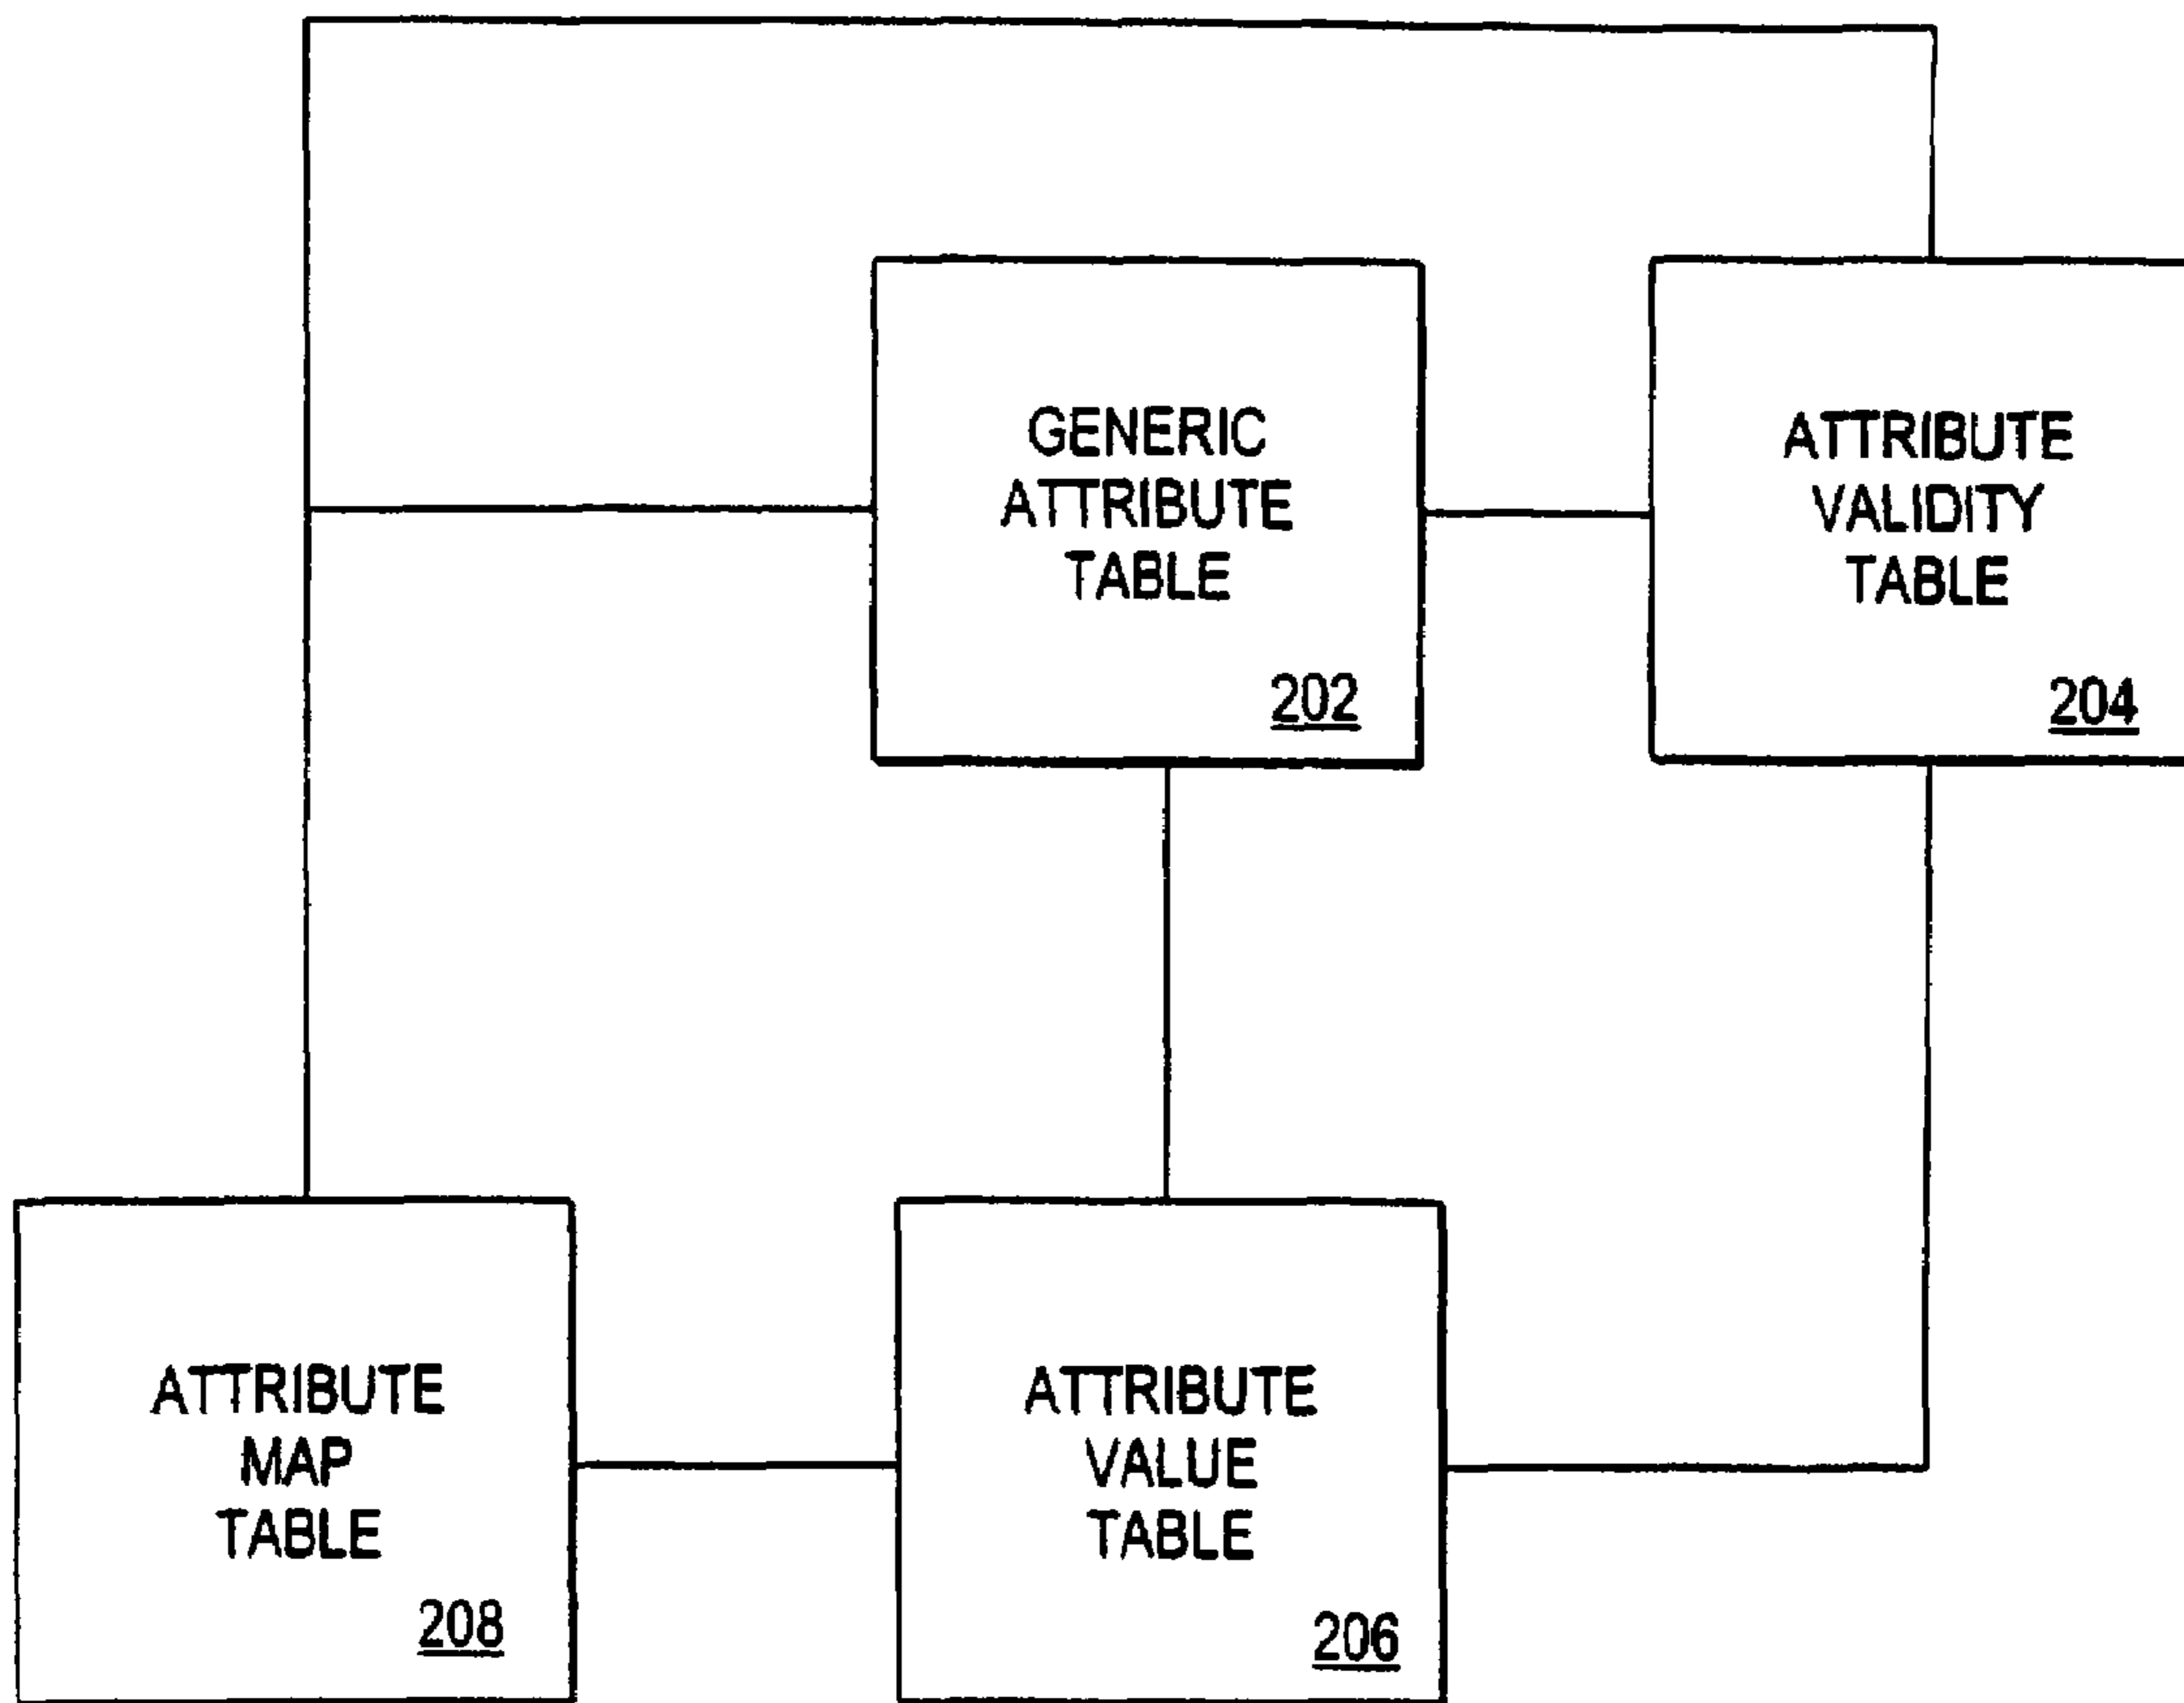 GENERIC
ATTRIBUTE
TABLE
202
ATTRIBUTE
VALIDITY
TABLE
204
ATTRIBUTE
MAP
TABLE
208
ATTRIBUTE
VALUE
TABLE
206